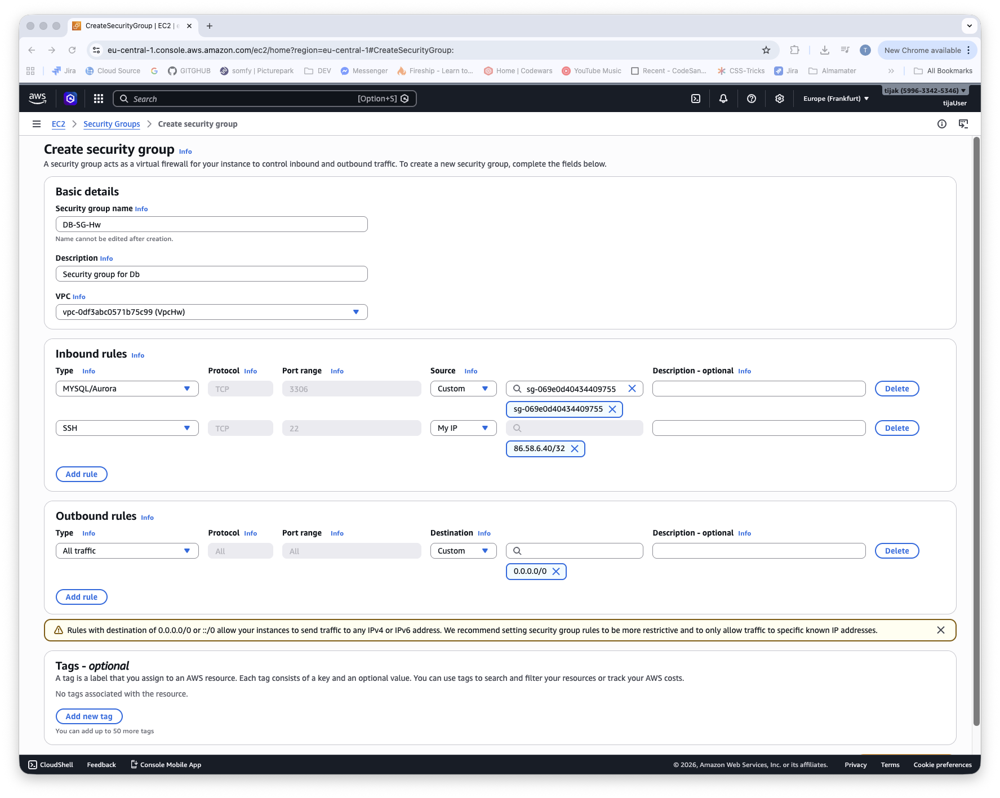 CreateSecurityGroup | EC2 | e
eu-central-1.console.aws.amazon.com/ec2/home?region=eu-central-1#CreateSecurityGroup:
T
New Chrome available
Jira
Cloud Source
GITGHUB
somfy | Picturepark
DEV
Messenger
Fireship - Learn to...
Home | Codewars
YouTube Music
Recent - CodeSan...
CSS-Tricks
Jira
Almamater
All Bookmarks
aws
Search
[Option+S]
Europe (Frankfurt)
tijak (5996-3342-5346)
tijaUser
EC2 > Security Groups > Create security group
Create security group Info
A security group acts as a virtual firewall for your instance to control inbound and outbound traffic. To create a new security group, complete the fields below.
Basic details
Security group name Info
DB-SG-Hw
Name cannot be edited after creation.
Description Info
Security group for Db
VPC Info
vpc-0df3abc0571b75c99 (VpcHw)
Inbound rules Info
Type Info Protocol Info Port range Info Source Info Description - optional Info
MYSQL/Aurora TCP 3306 Custom sg-069e0d40434409755 Delete
sg-069e0d40434409755
SSH TCP 22 My IP Delete
86.58.6.40/32
Add rule
Outbound rules Info
Type Info Protocol Info Port range Info Destination Info Description - optional Info
All traffic All All Custom Delete
0.0.0.0/0
Add rule
Rules with destination of 0.0.0.0/0 or ::/0 allow your instances to send traffic to any IPv4 or IPv6 address. We recommend setting security group rules to be more restrictive and to only allow traffic to specific known IP addresses.
Tags - optional
A tag is a label that you assign to an AWS resource. Each tag consists of a key and an optional value. You can use tags to search and filter your resources or track your AWS costs.
No tags associated with the resource.
Add new tag
You can add up to 50 more tags
CloudShell Feedback Console Mobile App © 2026, Amazon Web Services, Inc. or its affiliates. Privacy Terms Cookie preferences